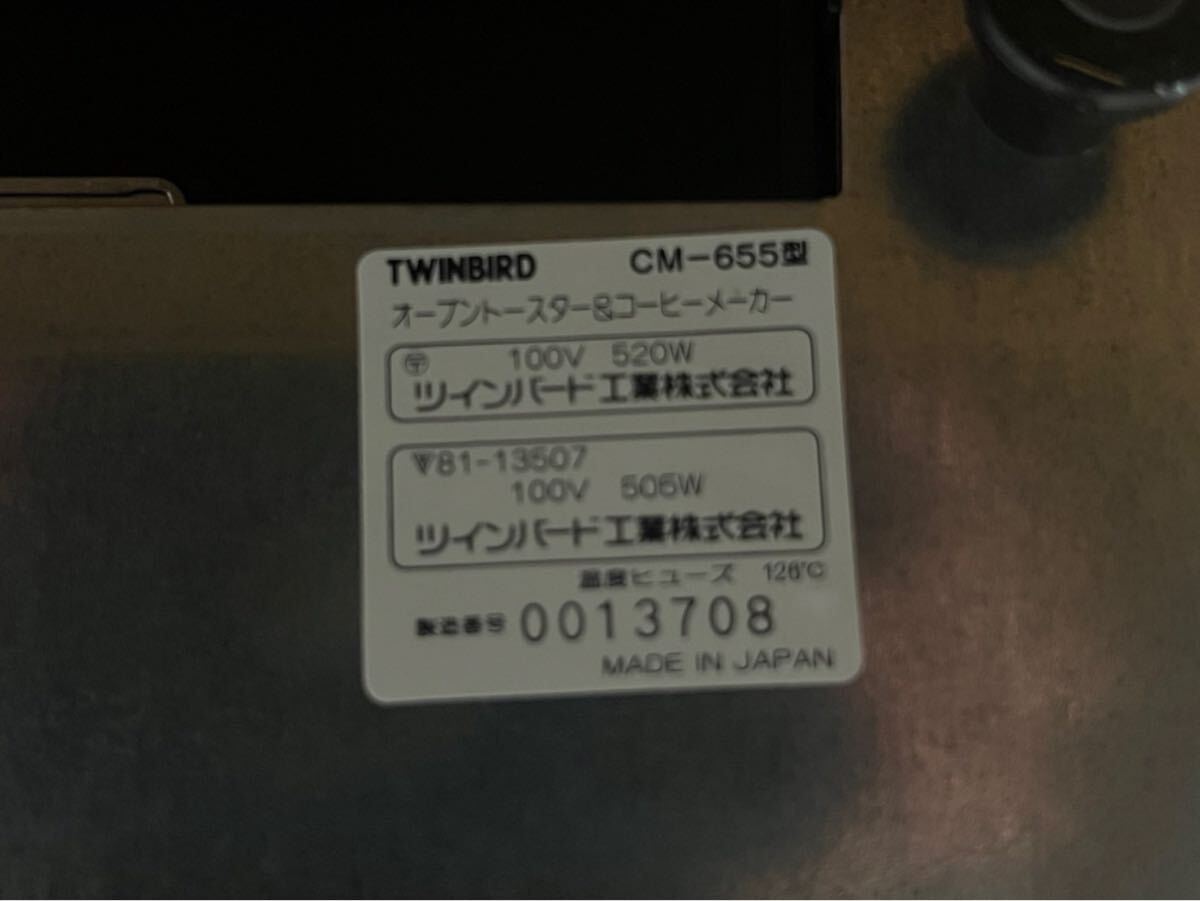 TWINBIRD CM-655型
オーブントースター&コーヒーメーカー
〶 100V 520W
ツインバード工業株式会社
81-13507
100V 505W
ツインバード工業株式会社
温度ヒューズ 126℃
製造番号 0013708
MADE IN JAPAN